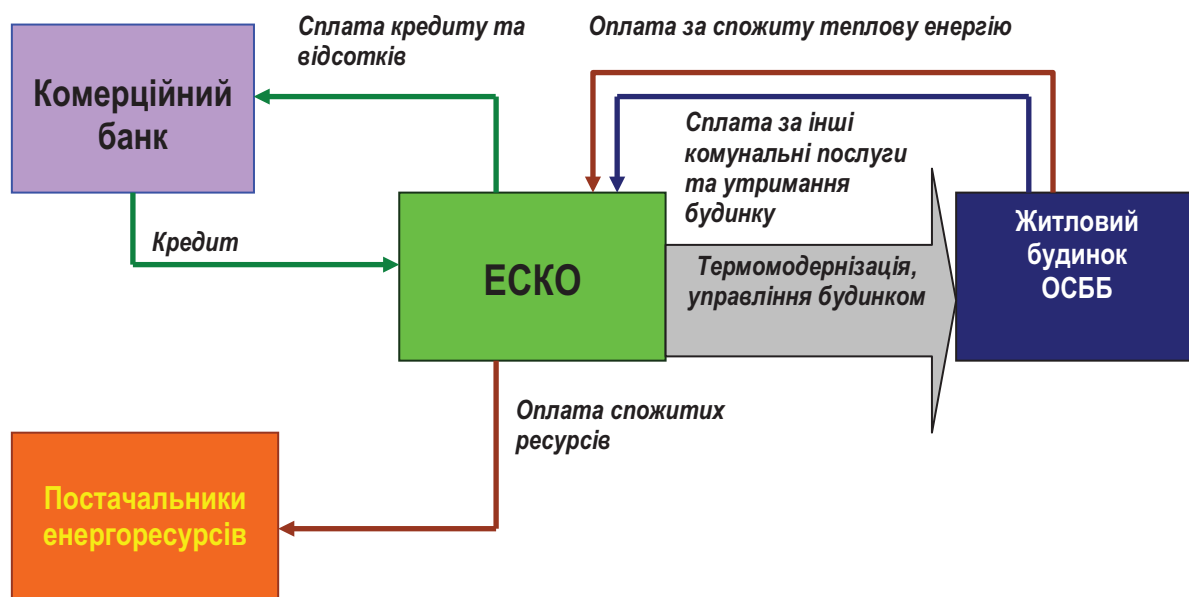 Сплата кредиту та
відсотків
Оплата за спожиту теплову енергію
Комерційний
банк
Сплата за інші
комунальні послуги
та утримання
будинку
Кредит
ЕСКО
Термомодернізація,
управління будинком
Житловий
будинок
ОСББ
Оплата спожитих
ресурсів
Постачальники
енергоресурсів